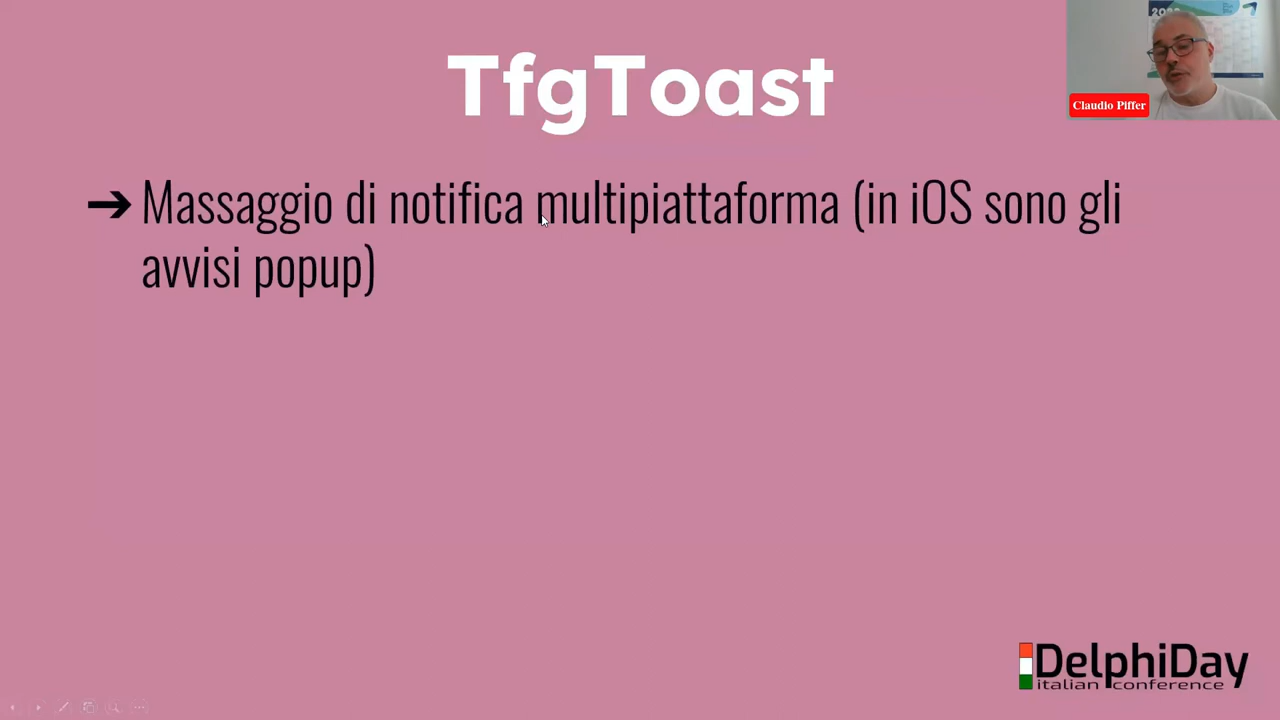 TfgToast
Claudio Piffer
➔ Massaggio di notifica multipiattaforma (in iOS sono gli
avvisi popup)
DelphiDay
italian conference